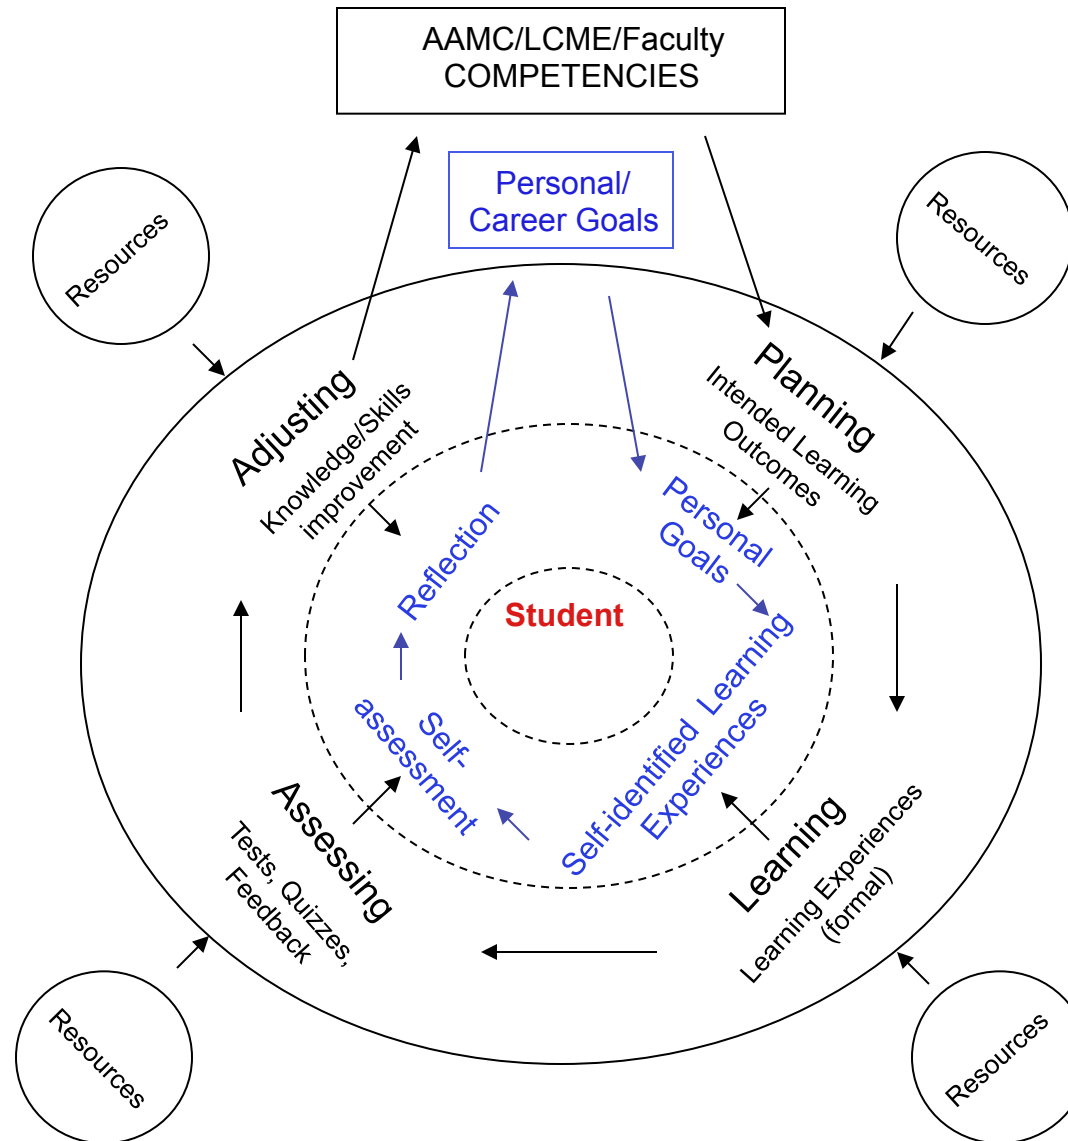 AAMC/LCME/Faculty
COMPETENCIES
Personal/
Career Goals
Resources
Resources
Adjusting
Knowledge/Skills
improvement
Planning
Intended Learning
Outcomes
Reflection
Personal
Goals
Student
Self-
assessment
Self-identified Learning
Experiences
Assessing
Tests, Quizzes,
Feedback
Learning
Learning Experiences
(formal)
Resources
Resources